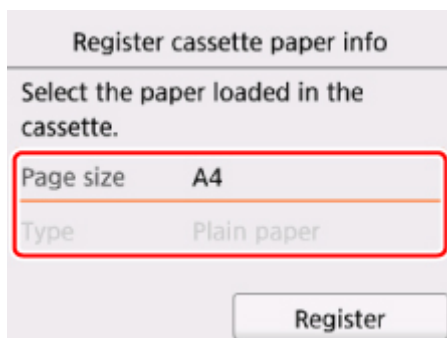 Register cassette paper info
Select the paper loaded in the
cassette.
Page size A4
Type Plain paper
Register